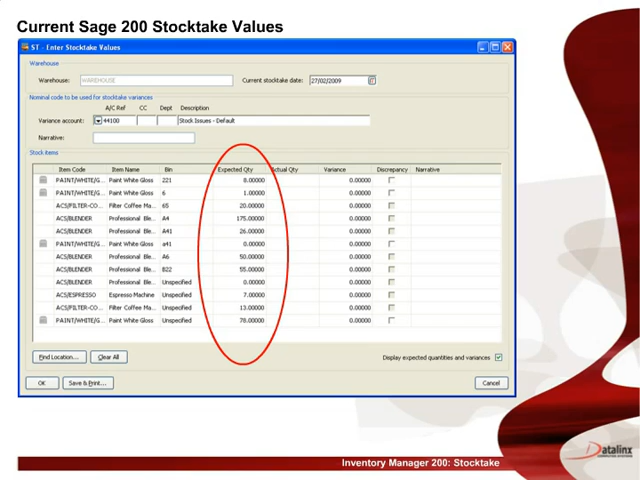 Current Sage 200 Stocktake Values
ST - Enter Stocktake Values
Warehouse
Warehouse: WAREHOUSE Current stocktake date: 27/02/2009
Nominal code to be used for stocktake variances
A/C Ref CC Dept Description
Variance account: 44100 Stock Issues - Default
Narrative:
Stock items
Item Code Item Name Bin Expected Qty Actual Qty Variance Discrepancy Narrative
PAINT/WHITE/G... Paint White Gloss 221 8.00000 0.00000
PAINT/WHITE/G... Paint White Gloss 6 1.00000 0.00000
ACS/FILTER-CO... Filter Coffee Ma... 65 20.00000 0.00000
ACS/BLENDER Professional Ble... A4 175.00000 0.00000
ACS/BLENDER Professional Ble... A41 26.00000 0.00000
PAINT/WHITE/G... Paint White Gloss a41 0.00000 0.00000
ACS/BLENDER Professional Ble... A6 50.00000 0.00000
ACS/BLENDER Professional Ble... B22 55.00000 0.00000
ACS/BLENDER Professional Ble... Unspecified 0.00000 0.00000
ACS/ESPRESSO Espresso Machine Unspecified 7.00000 0.00000
ACS/FILTER-CO... Filter Coffee Ma... Unspecified 13.00000 0.00000
PAINT/WHITE/G... Paint White Gloss Unspecified 78.00000 0.00000
Find Location... Clear All Display expected quantities and variances
OK Save & Print... Cancel
Datalinx
Inventory Manager 200: Stocktake